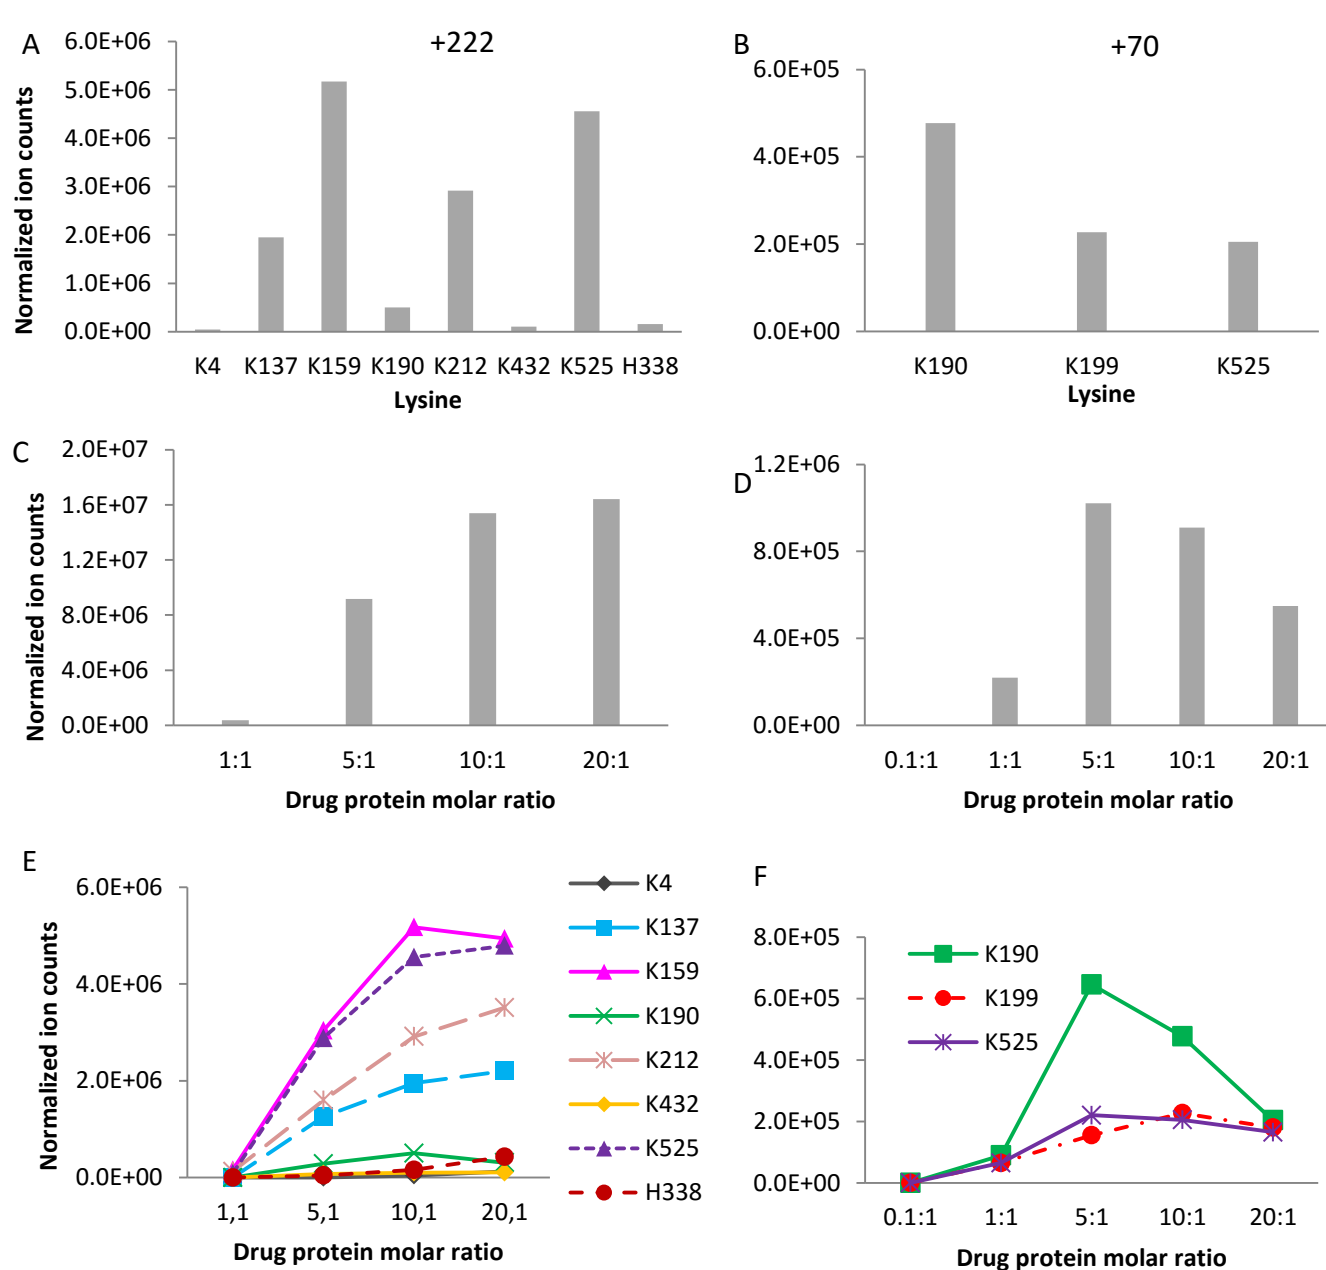 A
+222
6.0E+06
5.0E+06
4.0E+06
3.0E+06
2.0E+06
1.0E+06
0.0E+00
Normalized ion counts
K4 K137 K159 K190 K212 K432 K525 H338
Lysine
B
+70
6.0E+05
4.0E+05
2.0E+05
0.0E+00
K190 K199 K525
Lysine
C
2.0E+07
1.6E+07
1.2E+07
8.0E+06
4.0E+06
0.0E+00
Normalized ion counts
1:1 5:1 10:1 20:1
Drug protein molar ratio
D
1.2E+06
8.0E+05
4.0E+05
0.0E+00
0.1:1 1:1 5:1 10:1 20:1
Drug protein molar ratio
E
6.0E+06
4.0E+06
2.0E+06
0.0E+00
Normalized ion counts
1,1 5,1 10,1 20,1
Drug protein molar ratio
K4
K137
K159
K190
K212
K432
K525
H338
F
8.0E+05
6.0E+05
4.0E+05
2.0E+05
0.0E+00
K190
K199
K525
0.1:1 1:1 5:1 10:1 20:1
Drug protein molar ratio